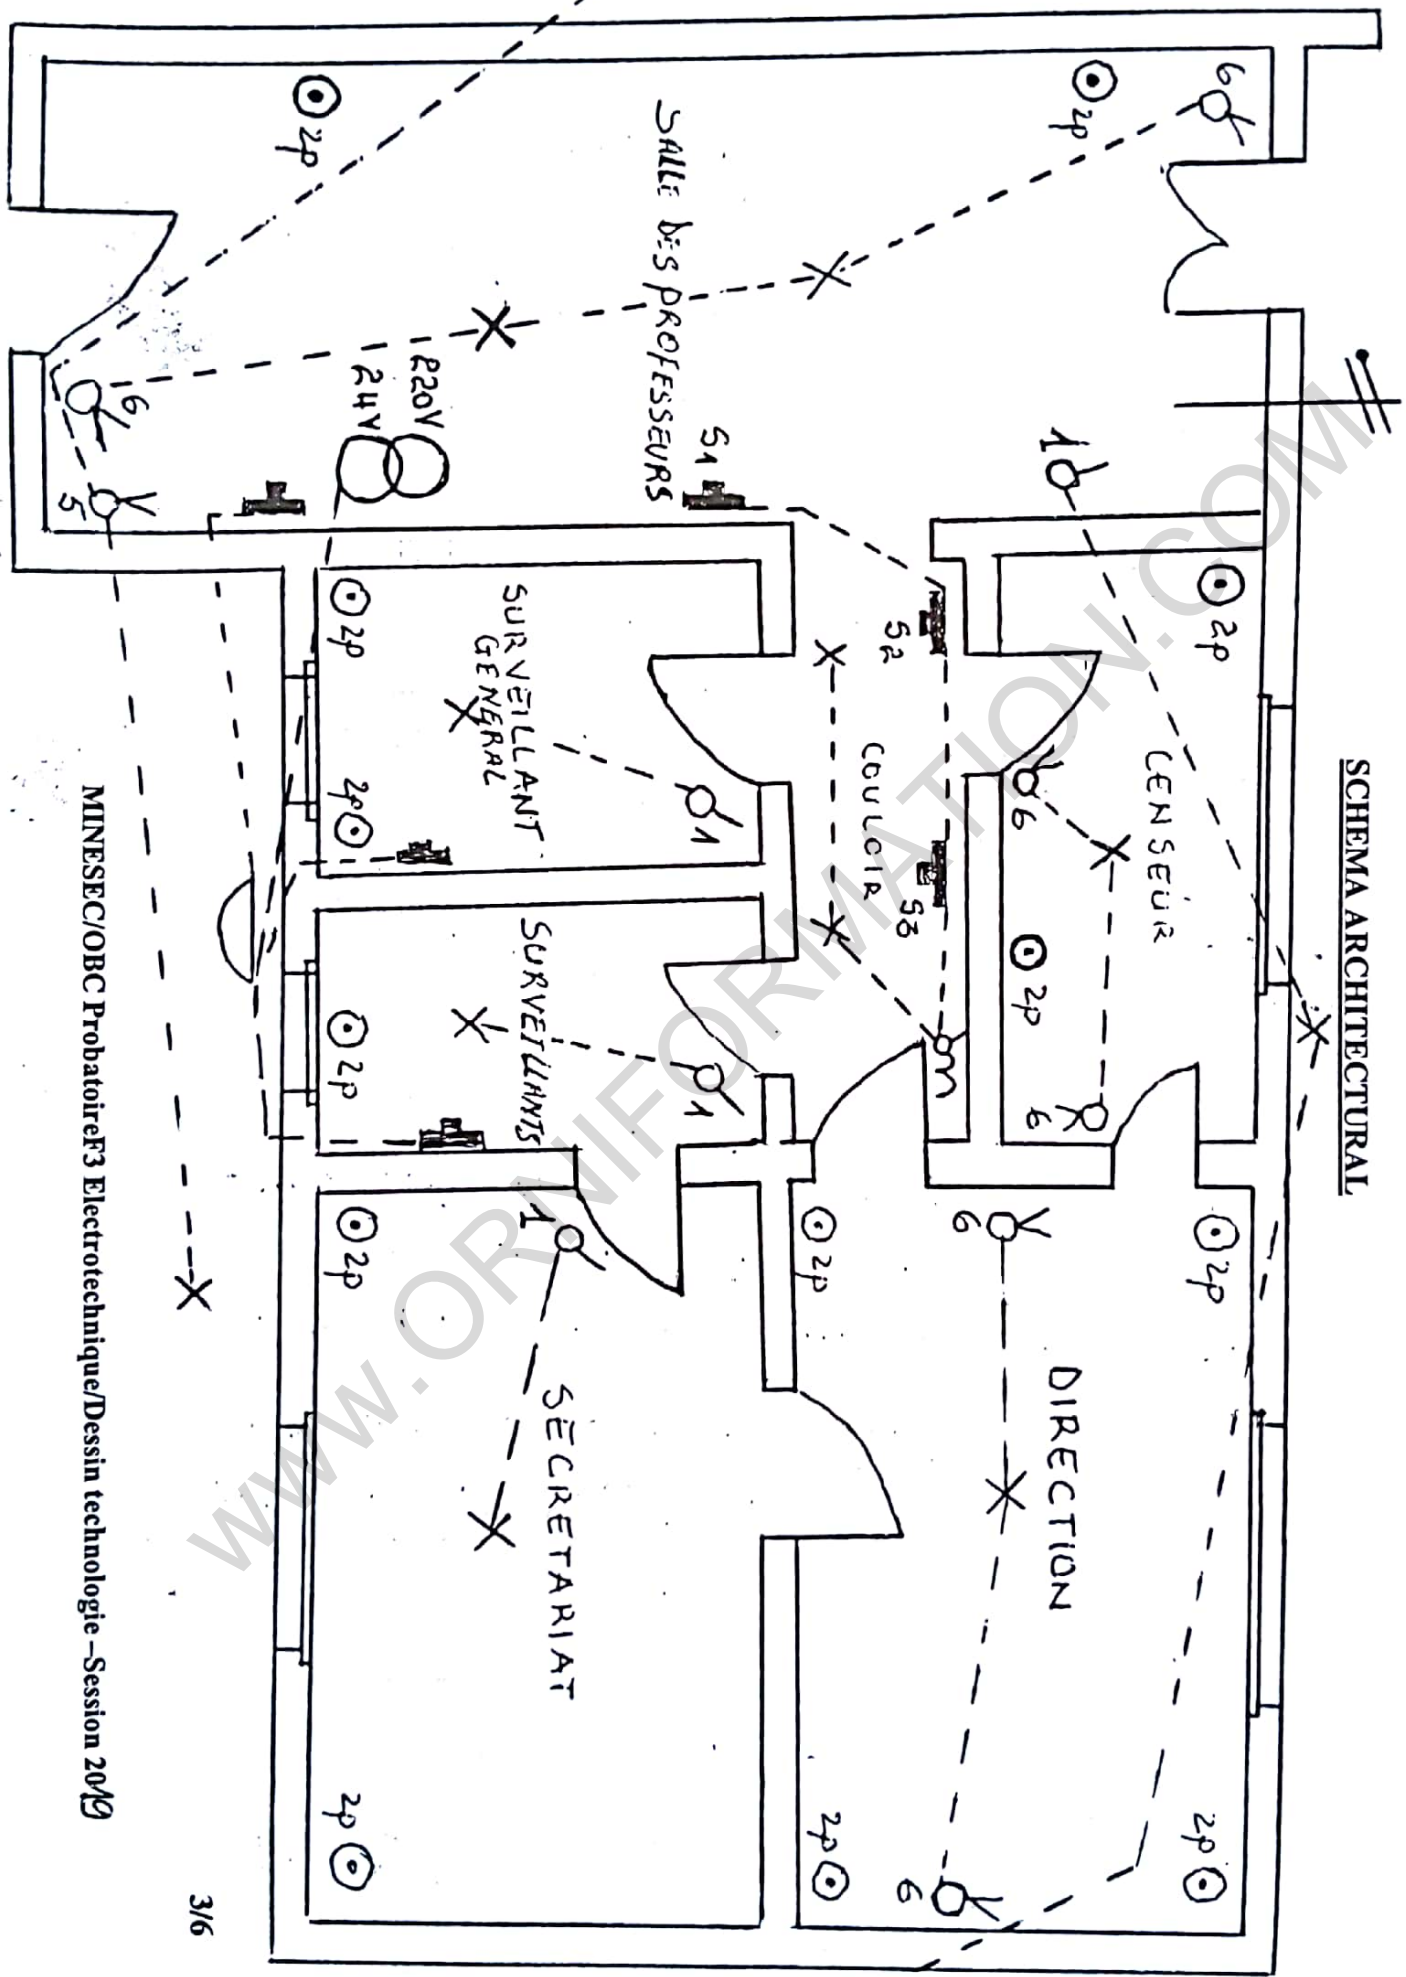 SCHEMA ARCHITECTURAL
6
2p
2p
SALLE DES PROFESSEURS
220V
24V
6
5
S1
1
2p
CENSEUR
6
2p
6
S2
COULOIR
S3
m
2p
SURVEILLANT
GENERAL
1
2p
SURVEILLANTS
1
2p
2p
DIRECTION
6
2p
2p
6
2p
1
2p
SECRETARIAT
2p
www.ORNIFORMATION.COM
MINESEC/OBC ProbatoireF3 Electrotechnique/Dessin technologie –Session 2019
3/6